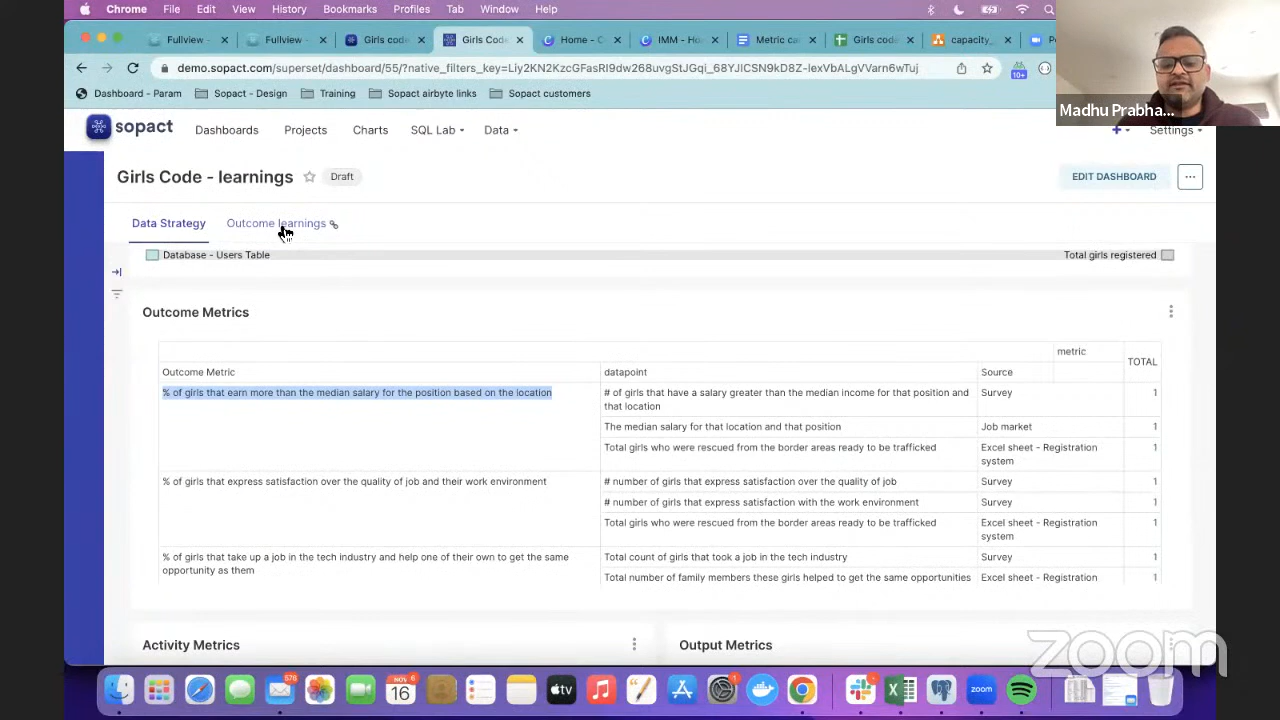 Chrome File Edit View History Bookmarks Profiles Tab Window Help
Fullview - Fullview - Girls code Girls Code Home - C IMM - Ho Metric ca Girls code capacity_
demo.sopact.com/superset/dashboard/55/?native_filters_key=Liy2KN2KzcGFasRI9dw268uvgStJGqi_68YJlCSN9kD8Z-lexVbALgVVarn6wTuj
10+
Dashboard - Param Sopact - Design Training Sopact airbyte links Sopact customers
Madhu Prabha...
sopact Dashboards Projects Charts SQL Lab Data Settings
Girls Code - learnings Draft EDIT DASHBOARD
Data Strategy Outcome learnings
Database - Users Table Total girls registered
Outcome Metrics
metric
TOTAL
Outcome Metric datapoint Source
% of girls that earn more than the median salary for the position based on the location # of girls that have a salary greater than the median income for that position and Survey 1
that location
The median salary for that location and that position Job market 1
Total girls who were rescued from the border areas ready to be trafficked Excel sheet - Registration 1
system
% of girls that express satisfaction over the quality of job and their work environment # number of girls that express satisfaction over the quality of job Survey 1
# number of girls that express satisfaction with the work environment Survey 1
Total girls who were rescued from the border areas ready to be trafficked Excel sheet - Registration 1
system
% of girls that take up a job in the tech industry and help one of their own to get the same Total count of girls that took a job in the tech industry Survey 1
opportunity as them
Total number of family members these girls helped to get the same opportunities Excel sheet - Registration 1
Activity Metrics Output Metrics
zoom
576
NOV
16
6
tv
1
zoom